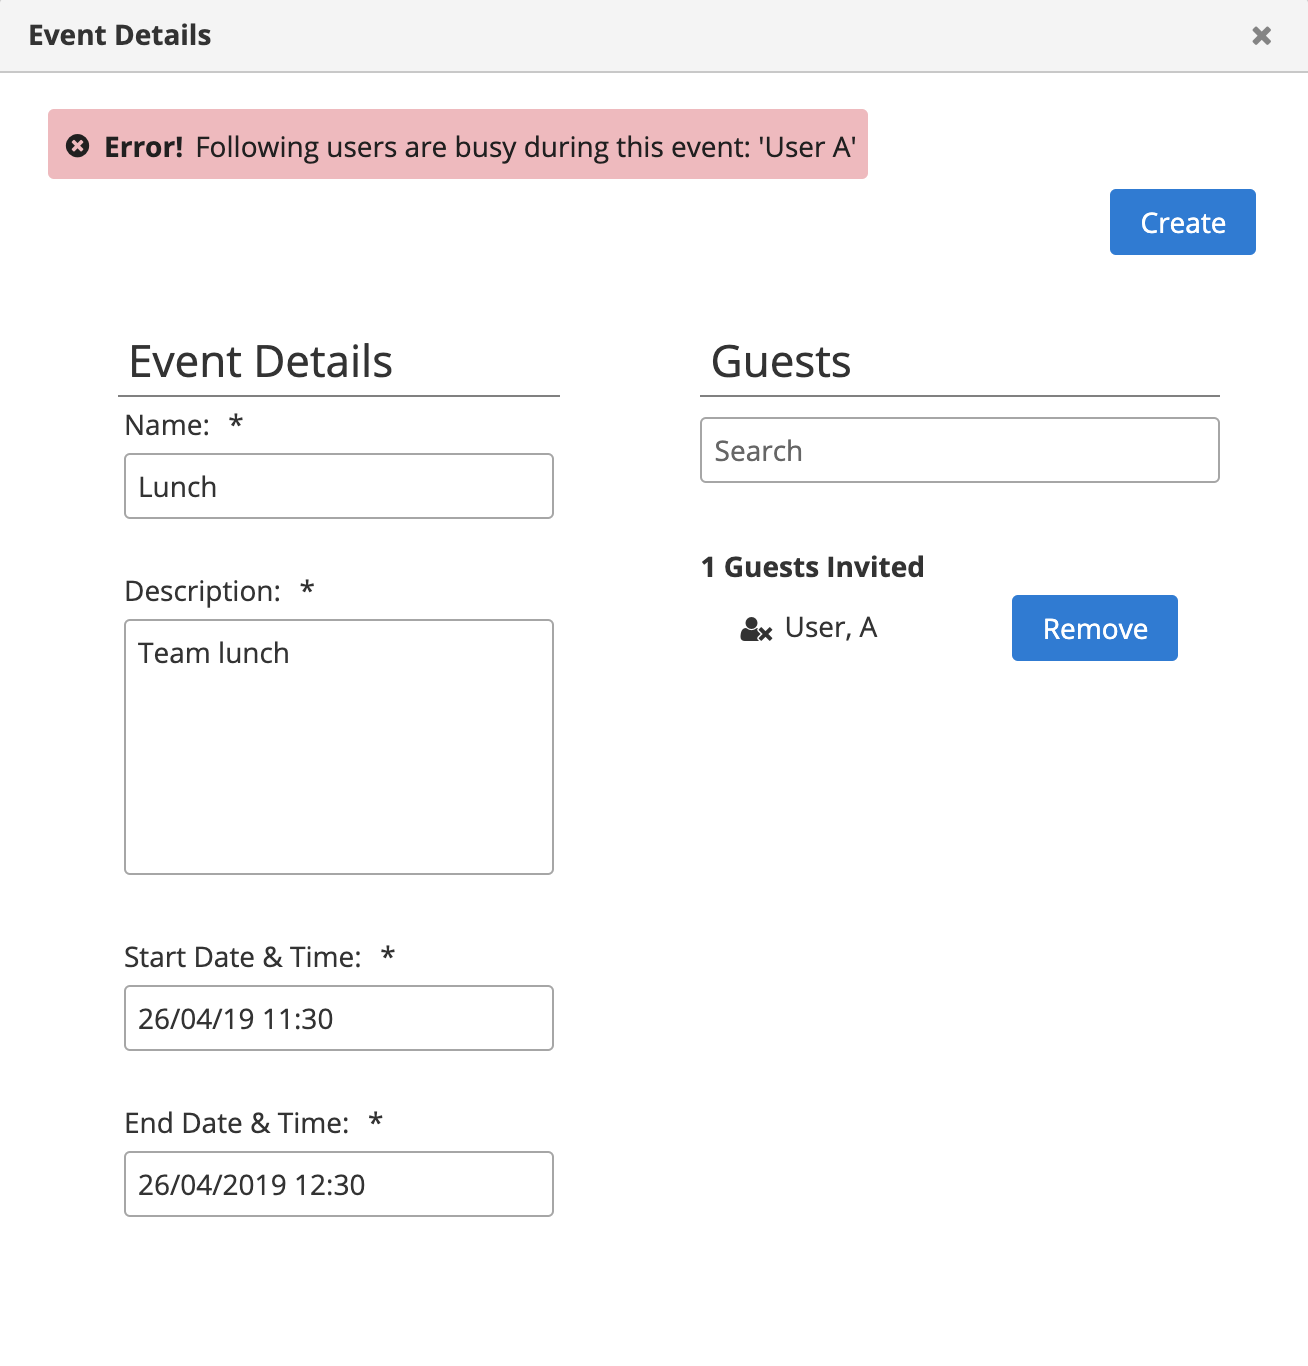 Event Details
Error! Following users are busy during this event: 'User A'
Create
Event Details
Name: *
Lunch
Description: *
Team lunch
Start Date & Time: *
26/04/19 11:30
End Date & Time: *
26/04/2019 12:30
Guests
Search
1 Guests Invited
User, A
Remove